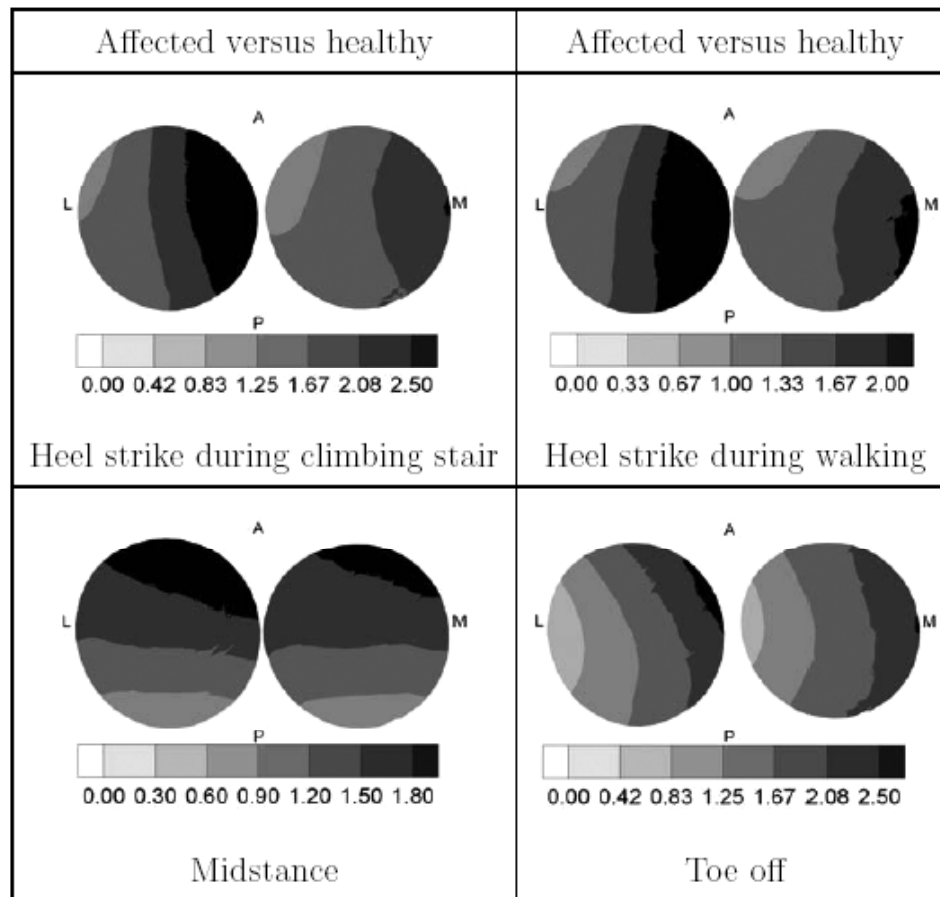 Affected versus healthy
Affected versus healthy
A
L
M
P
0.00 0.42 0.83 1.25 1.67 2.08 2.50
Heel strike during climbing stair
A
L
M
P
0.00 0.33 0.67 1.00 1.33 1.67 2.00
Heel strike during walking
A
L
M
P
0.00 0.30 0.60 0.90 1.20 1.50 1.80
Midstance
A
L
M
P
0.00 0.42 0.83 1.25 1.67 2.08 2.50
Toe off